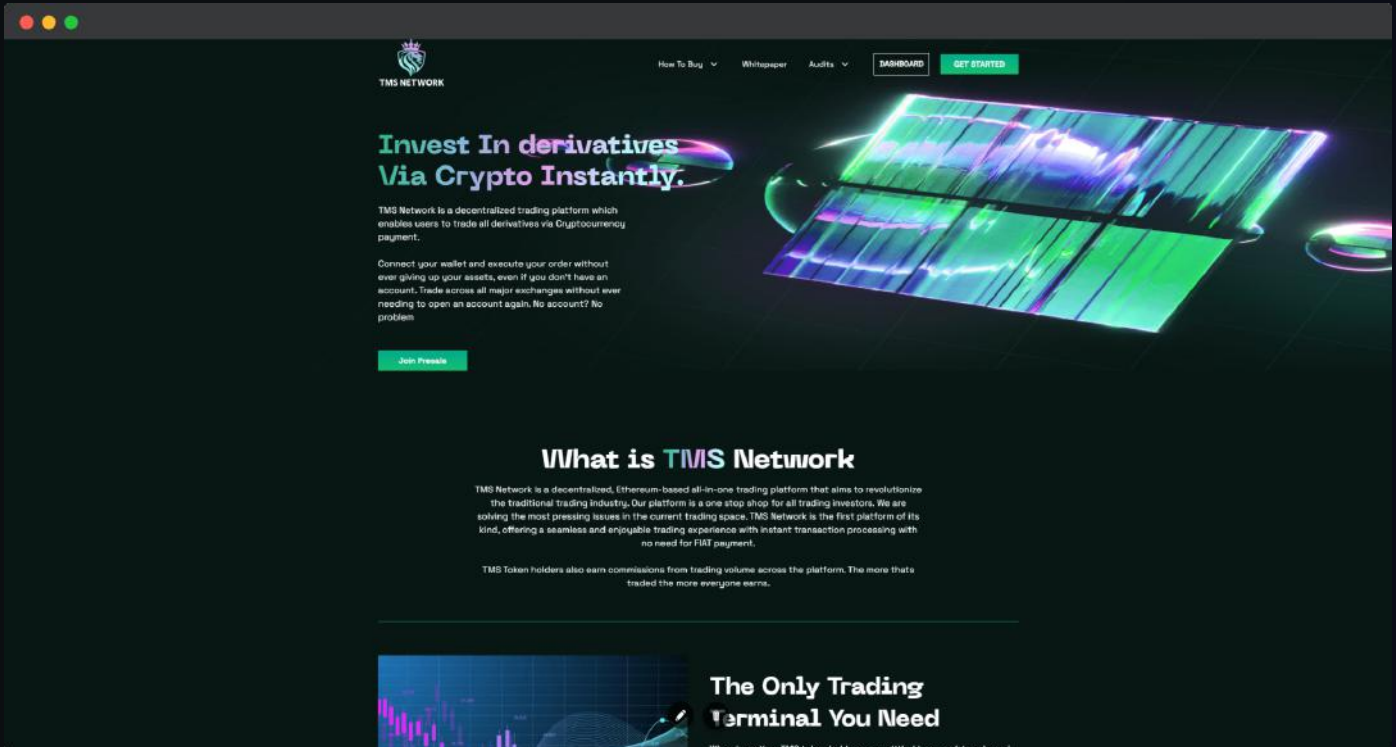 TMS NETWORK
How To Buy
Whitepaper
Audits
DASHBOARD
GET STARTED
Invest In derivatives
Via Crypto Instantly.
TMS Network is a decentralized trading platform which
enables users to trade all derivatives via Cryptocurrency
payment.
Connect your wallet and execute your order without
ever giving up your assets, even if you don't have an
account. Trade across all major exchanges without ever
needing to open an account again. No account? No
problem
Join Presale
What is TMS Network
TMS Network is a decentralized, Ethereum-based all-in-one trading platform that aims to revolutionize
the traditional trading industry. Our platform is a one stop shop for all trading investors. We are
solving the most pressing issues in the current trading space. TMS Network is the first platform of its
kind, offering a seamless and enjoyable trading experience with instant transaction processing with
no need for FIAT payment.
TMS Token holders also earn commissions from trading volume across the platform. The more thats
traded the more everyone earns.
The Only Trading
Terminal You Need